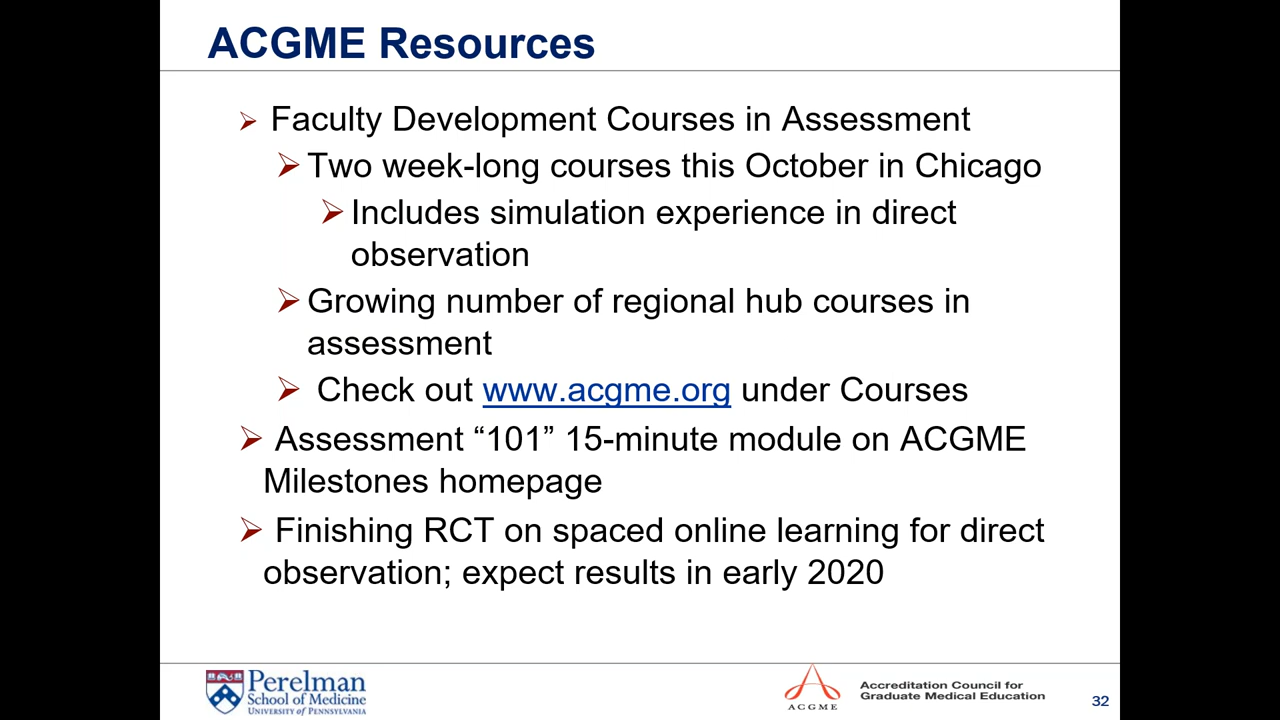 ACGME Resources
Faculty Development Courses in Assessment
Two week-long courses this October in Chicago
Includes simulation experience in direct
observation
Growing number of regional hub courses in
assessment
Check out www.acgme.org under Courses
Assessment “101” 15-minute module on ACGME
Milestones homepage
Finishing RCT on spaced online learning for direct
observation; expect results in early 2020
Perelman
School of Medicine
University of Pennsylvania
ACGME
Accreditation Council for
Graduate Medical Education
32